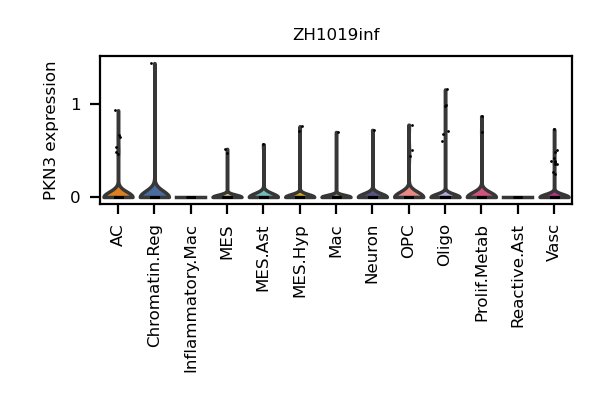 ZH1019inf
PKN3 expression
1
0
AC
Chromatin.Reg
Inflammatory.Mac
MES
MES.Ast
MES.Hyp
Mac
Neuron
OPC
Oligo
Prolif.Metab
Reactive.Ast
Vasc